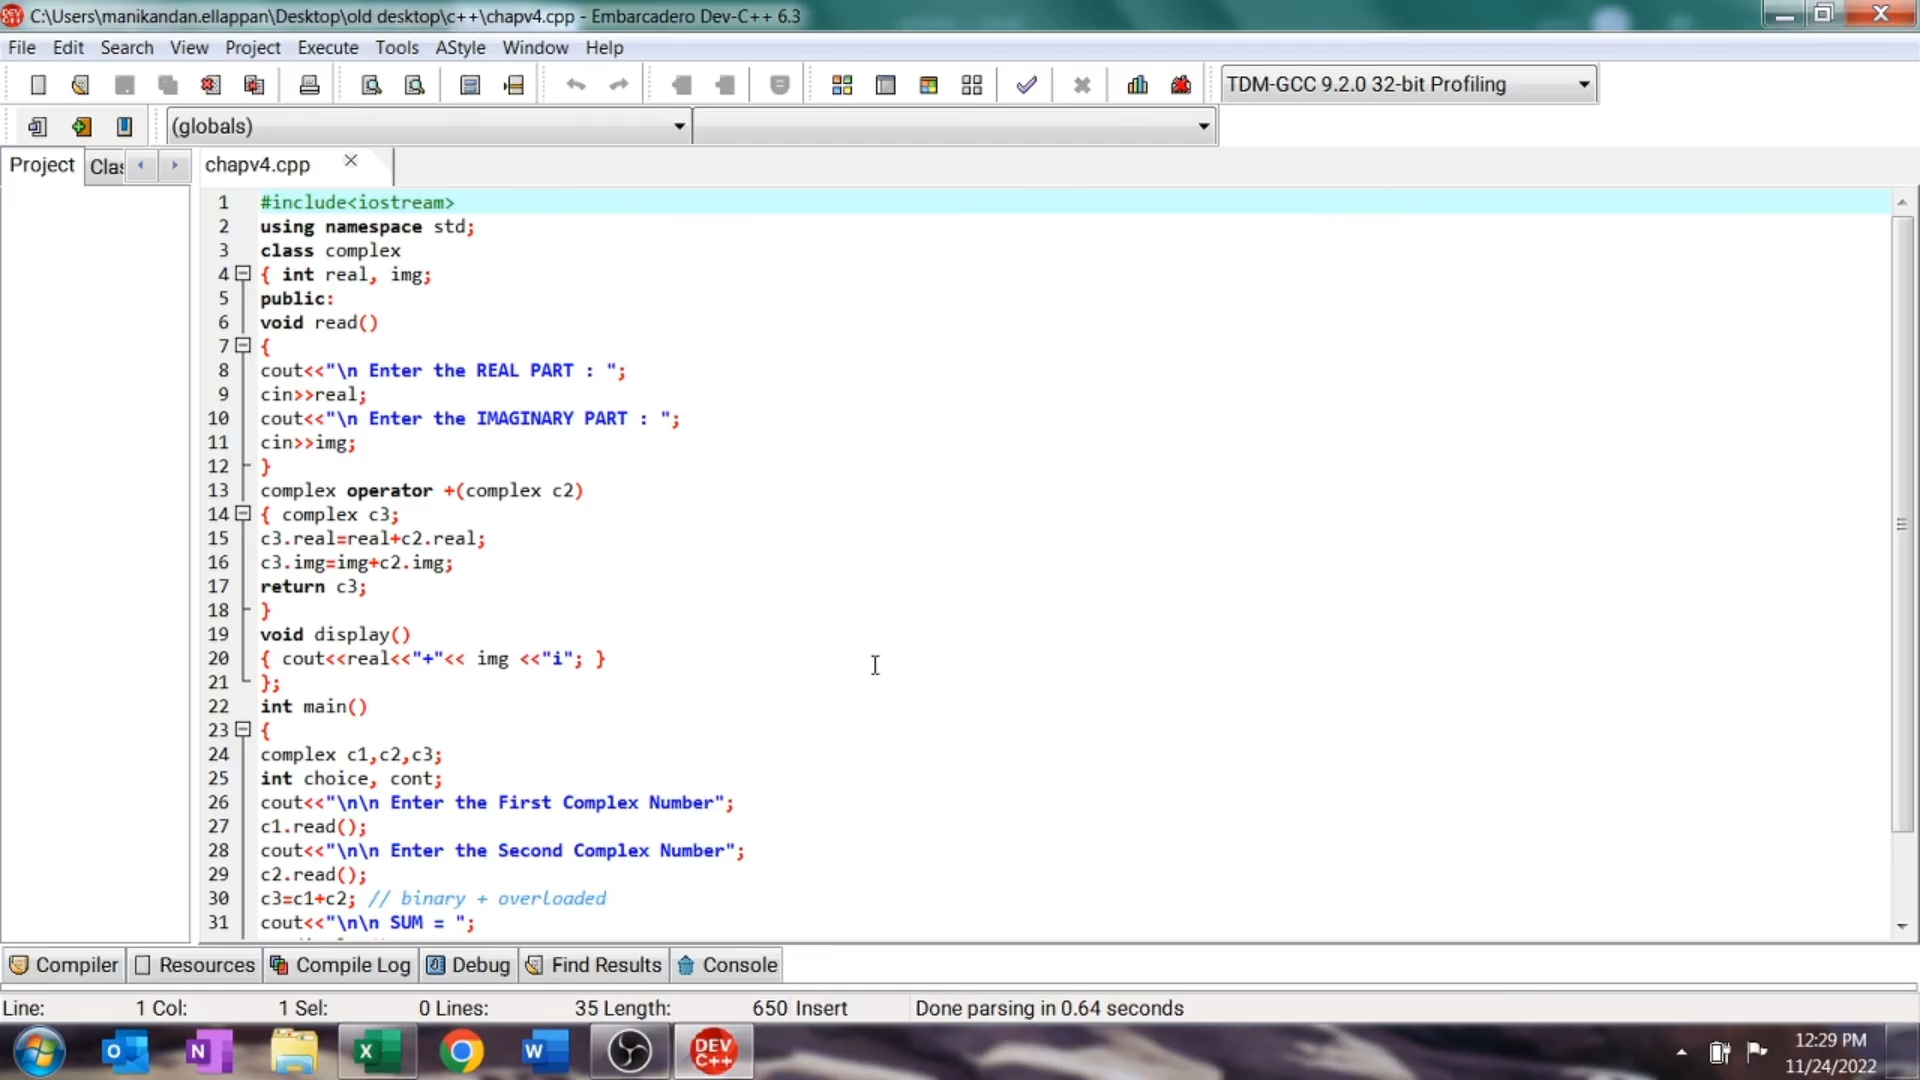 C:\Users\manikandan.ellappan\Desktop\old desktop\c++\chapv4.cpp - Embarcadero Dev-C++ 6.3
File Edit Search View Project Execute Tools AStyle Window Help
TDM-GCC 9.2.0 32-bit Profiling
(globals)
Project Clas chapv4.cpp
1 #include<iostream>
2 using namespace std;
3 class complex
4 { int real, img;
5 public:
6 void read()
7 {
8 cout<<"\n Enter the REAL PART : ";
9 cin>>real;
10 cout<<"\n Enter the IMAGINARY PART : ";
11 cin>>img;
12 }
13 complex operator +(complex c2)
14 { complex c3;
15 c3.real=real+c2.real;
16 c3.img=img+c2.img;
17 return c3;
18 }
19 void display()
20 { cout<<real<<"+"<< img <<"i"; }
21 };
22 int main()
23 {
24 complex c1,c2,c3;
25 int choice, cont;
26 cout<<"\n\n Enter the First Complex Number";
27 c1.read();
28 cout<<"\n\n Enter the Second Complex Number";
29 c2.read();
30 c3=c1+c2; // binary + overloaded
31 cout<<"\n\n SUM = ";
Compiler Resources Compile Log Debug Find Results Console
Line: 1 Col: 1 Sel: 0 Lines: 35 Length: 650 Insert Done parsing in 0.64 seconds
DEV C++
12:29 PM
11/24/2022